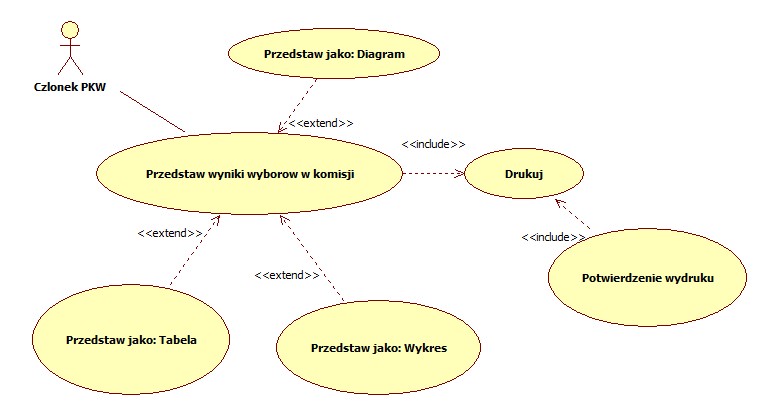 Przedstaw jako: Diagram
Czlonek PKW
<<extend>>
<<include>>
Przedstaw wyniki wyborow w komisji
Drukuj
<<extend>>
<<include>>
<<extend>>
Potwierdzenie wydruku
Przedstaw jako: Tabela
Przedstaw jako: Wykres